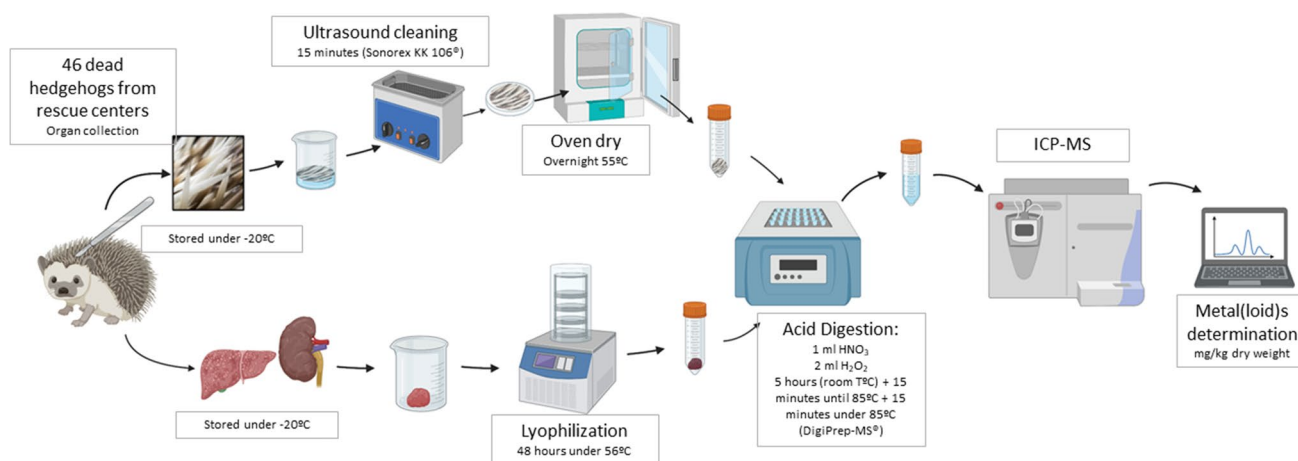 46 dead
hedgehogs from
rescue centers
Organ collection
Stored under -20ºC
Ultrasound cleaning
15 minutes (Sonorex KK 106®)
Oven dry
Overnight 55ºC
Stored under -20ºC
Lyophilization
48 hours under 56ºC
Acid Digestion:
1 ml HNO₃
2 ml H₂O₂
5 hours (room TºC) + 15
minutes until 85ºC + 15
minutes under 85ºC
(DigiPrep-MS®)
ICP-MS
Metal(loid)s
determination
mg/kg dry weight